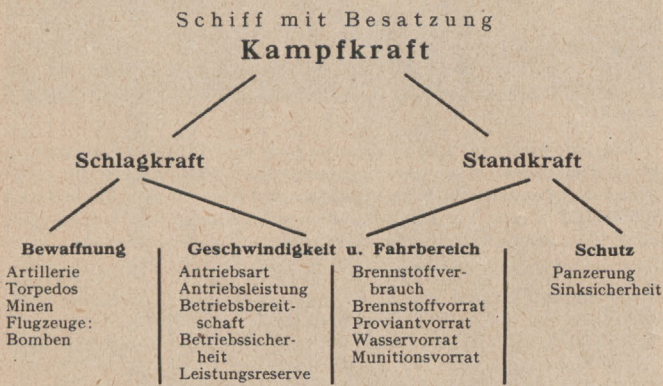 Schiff mit Besatzung
Kampfkraft
Schlagkraft
Standkraft
Bewaffnung
Artillerie
Torpedos
Minen
Flugzeuge:
Bomben
Geschwindigkeit u. Fahrbereich
Antriebsart
Antriebsleistung
Betriebsbereit-
schaft
Betriebssicher-
heit
Leistungsreserve
Brennstoffver-
brauch
Brennstoffvorrat
Proviantvorrat
Wasservorrat
Munitionsvorrat
Schutz
Panzerung
Sinksicherheit